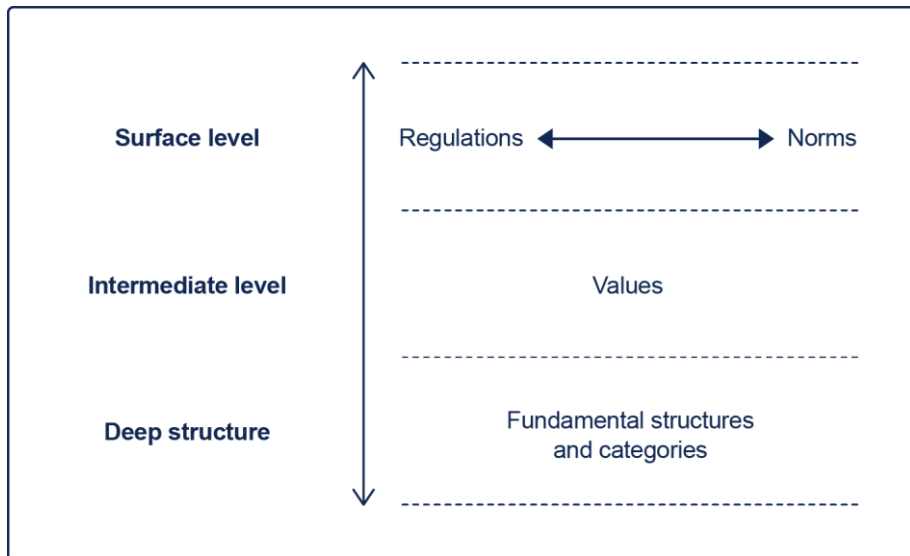 Surface level
Regulations
Norms
Intermediate level
Values
Deep structure
Fundamental structures
and categories